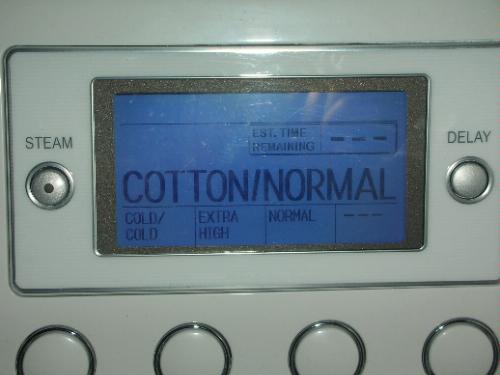 STEAM
DELAY
EST. TIME
REMAINING
---
COTTON/NORMAL
COLD/
COLD
EXTRA
HIGH
NORMAL
---